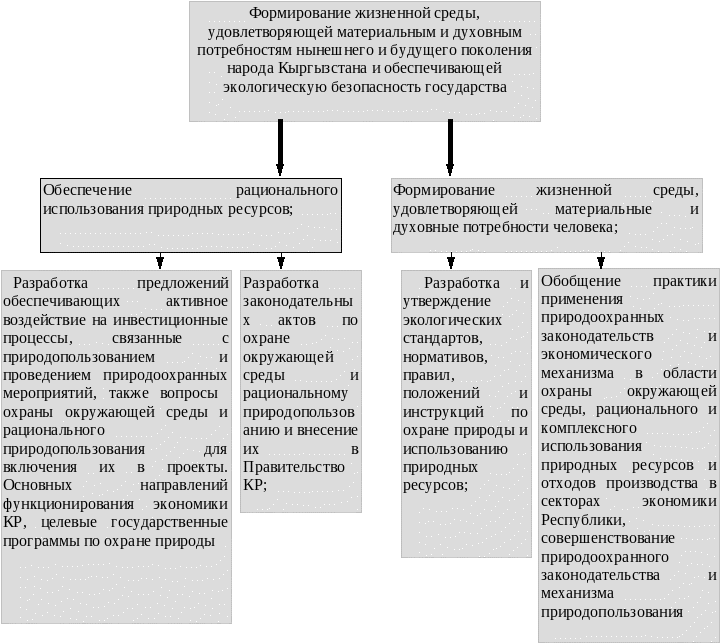 Формирование жизненной среды,
удовлетворяющей материальным и духовным
потребностям нынешнего и будущего поколения
народа Кыргызстана и обеспечивающей
экологическую безопасность государства
Обеспечение рационального
использования природных ресурсов;
Формирование жизненной среды,
удовлетворяющей материальные и
духовные потребности человека;
Разработка предложений
обеспечивающих активное
воздействие на инвестиционные
процессы, связанные с
природопользованием и
проведением природоохранных
мероприятий, также вопросы
охраны окружающей среды и
рационального
природопользования для
включения их в проекты.
Основных направлений
функционирования экономики
КР, целевые государственные
программы по охране природы
Разработка
законодательны
х актов по
охране
окружающей
среды и
рациональному
природопользов
анию и внесение
их в
Правительство
КР;
Разработка и
утверждение
экологических
стандартов,
нормативов,
правил,
положений и
инструкций по
охране природы и
использованию
природных
ресурсов;
Обобщение практики
применения
природоохранных
законодательств и
экономического
механизма в области
охраны окружающей
среды, рационального и
комплексного
использования
природных ресурсов и
отходов производства в
секторах экономики
Республики,
совершенствование
природоохранного
законодательства и
механизма
природопользования